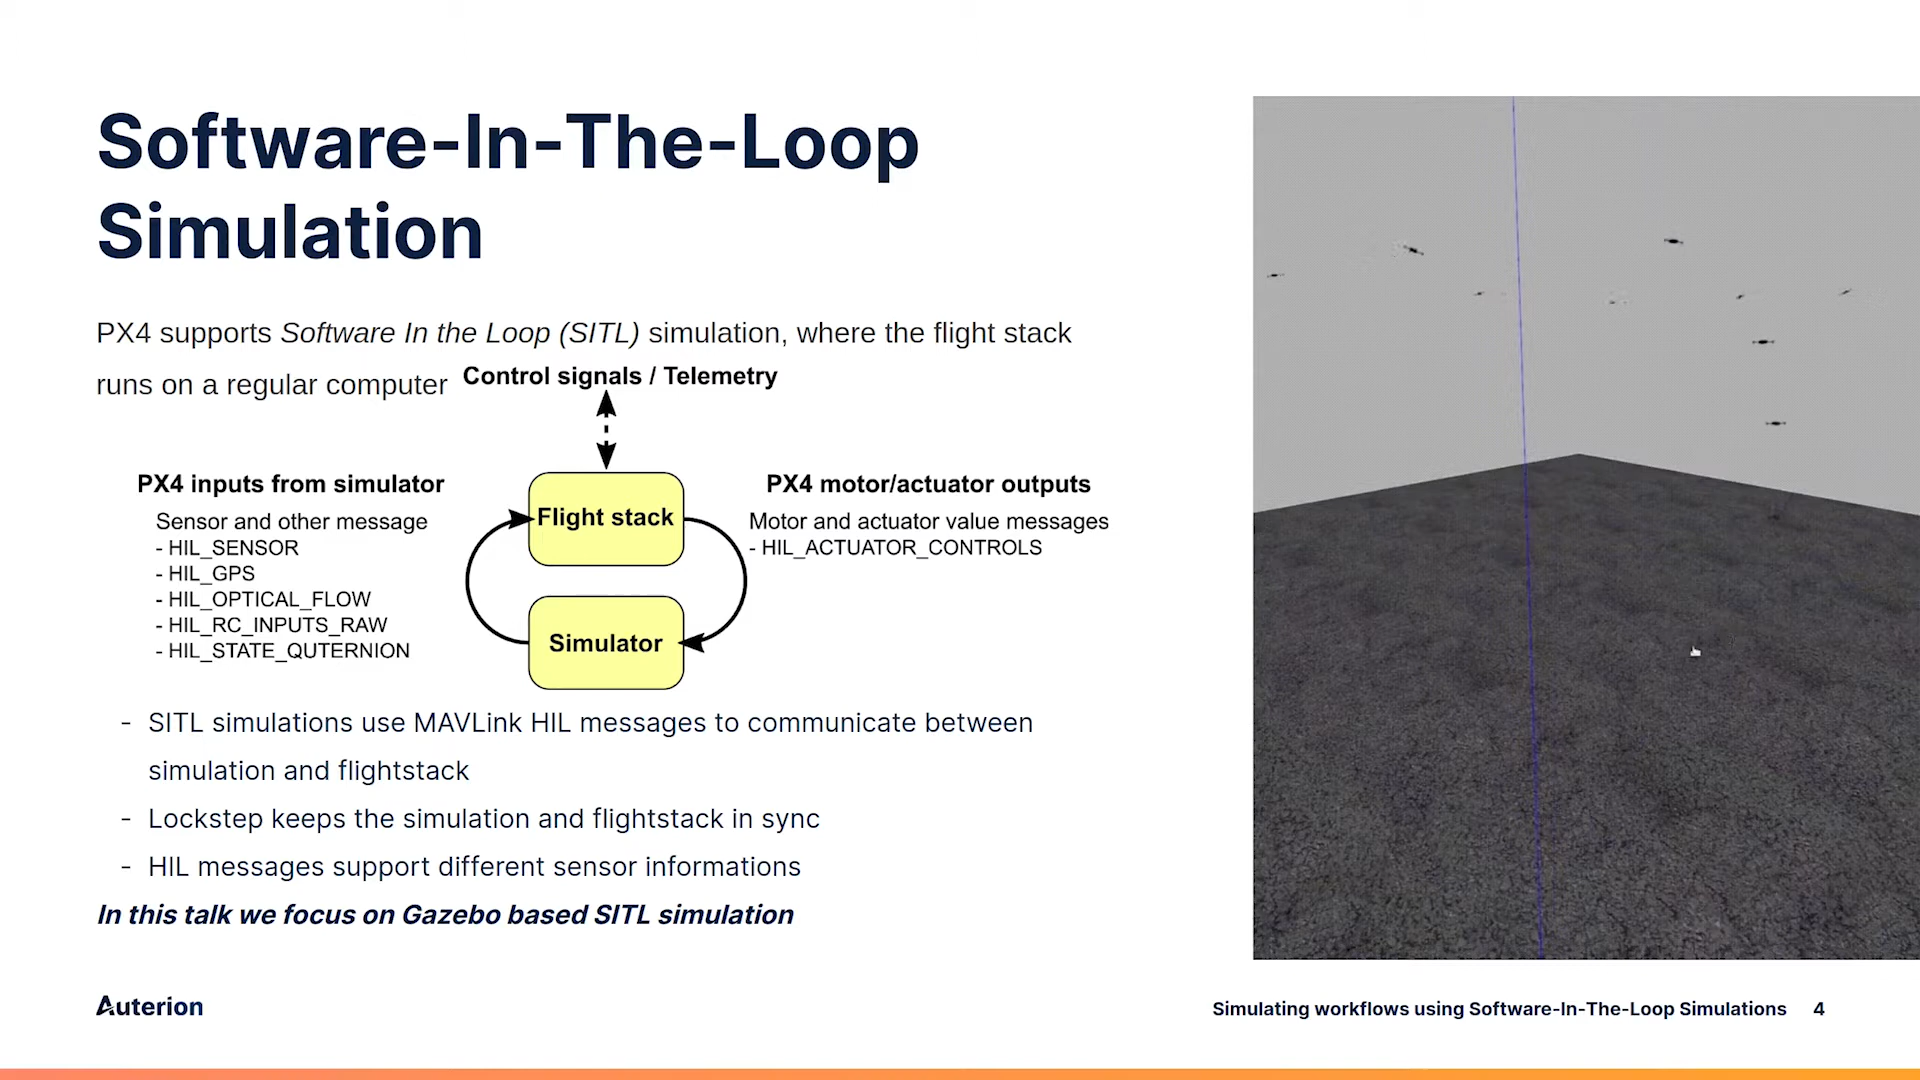 Software-In-The-Loop
Simulation
PX4 supports Software In the Loop (SITL) simulation, where the flight stack
runs on a regular computer
Control signals / Telemetry
PX4 inputs from simulator
Sensor and other message
- HIL_SENSOR
- HIL_GPS
- HIL_OPTICAL_FLOW
- HIL_RC_INPUTS_RAW
- HIL_STATE_QUTERNION
Flight stack
Simulator
PX4 motor/actuator outputs
Motor and actuator value messages
- HIL_ACTUATOR_CONTROLS
- SITL simulations use MAVLink HIL messages to communicate between
simulation and flightstack
- Lockstep keeps the simulation and flightstack in sync
- HIL messages support different sensor informations
In this talk we focus on Gazebo based SITL simulation
Auterion
Simulating workflows using Software-In-The-Loop Simulations 4